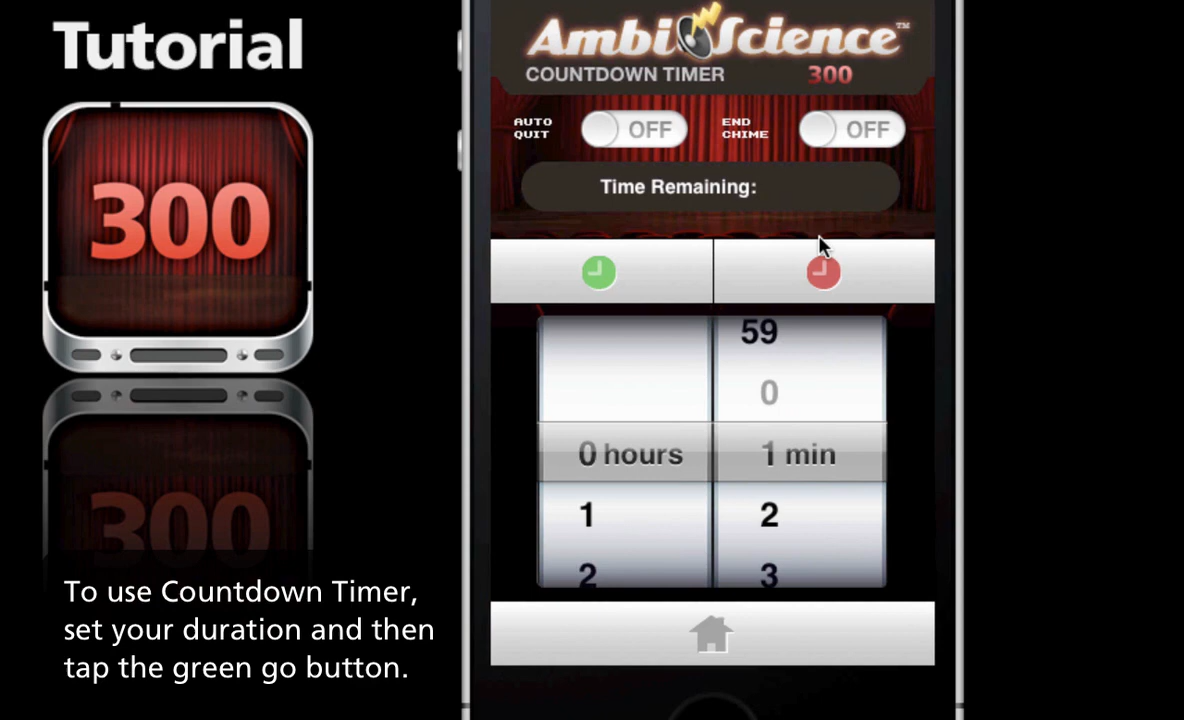 Tutorial
300
300
To use Countdown Timer,
set your duration and then
tap the green go button.
AmbiScience™
COUNTDOWN TIMER 300
AUTO QUIT OFF END CHIME OFF
Time Remaining:
59
0
0 hours 1 min
1 2
2 3